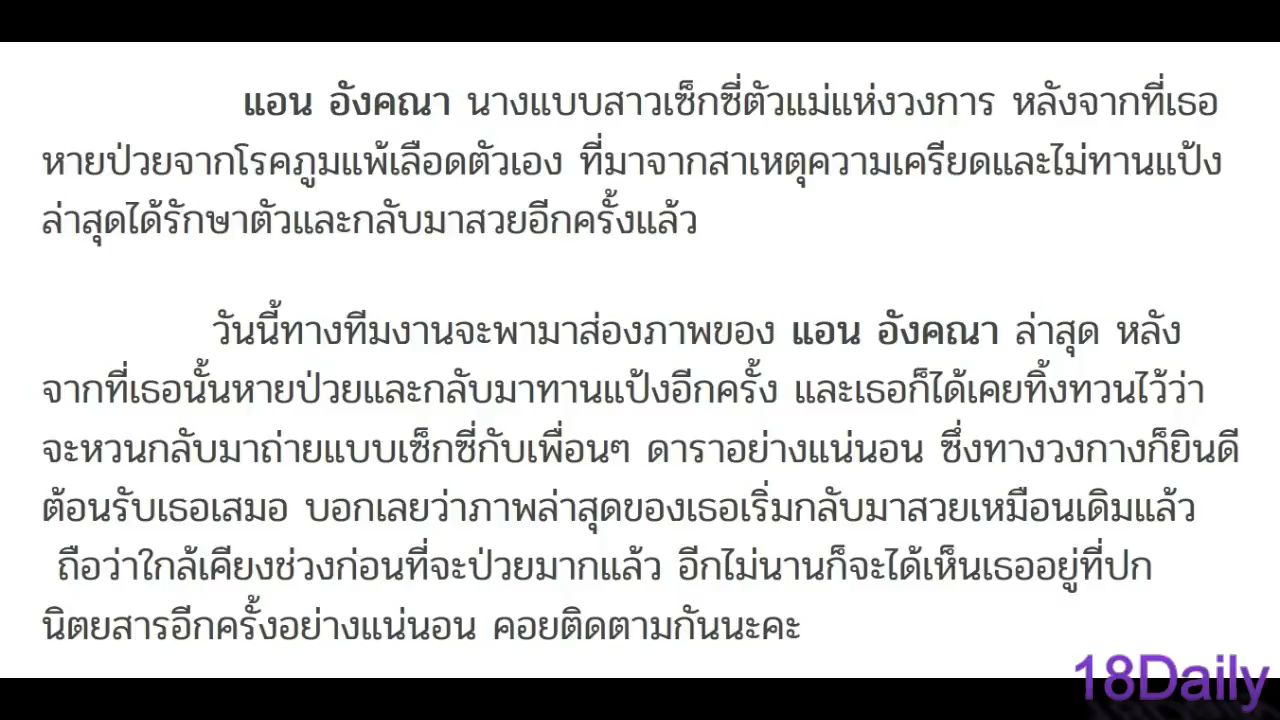 แอน อังคณา นางแบบสาวเซ็กซี่ตัวแม่แห่งวงการ หลังจากที่เธอ
หายป่วยจากโรคภูมแพ้เลือดตัวเอง ที่มาจากสาเหตุความเครียดและไม่ทานแป้ง
ล่าสุดได้รักษาตัวและกลับมาสวยอีกครั้งแล้ว
วันนี้ทางทีมงานจะพามาส่องภาพของ แอน อังคณา ล่าสุด หลัง
จากที่เธอนั้นหายป่วยและกลับมาทานแป้งอีกครั้ง และเธอก็ได้เคยทิ้งทวนไว้ว่า
จะหวนกลับมาถ่ายแบบเซ็กซี่กับเพื่อนๆ ดาราอย่างแน่นอน ซึ่งทางวงกางก็ยินดี
ต้อนรับเธอเสมอ บอกเลยว่าภาพล่าสุดของเธอเริ่มกลับมาสวยเหมือนเดิมแล้ว
ถือว่าใกล้เคียงช่วงก่อนที่จะป่วยมากแล้ว อีกไม่นานก็จะได้เห็นเธออยู่ที่ปก
นิตยสารอีกครั้งอย่างแน่นอน คอยติดตามกันนะคะ
18Daily